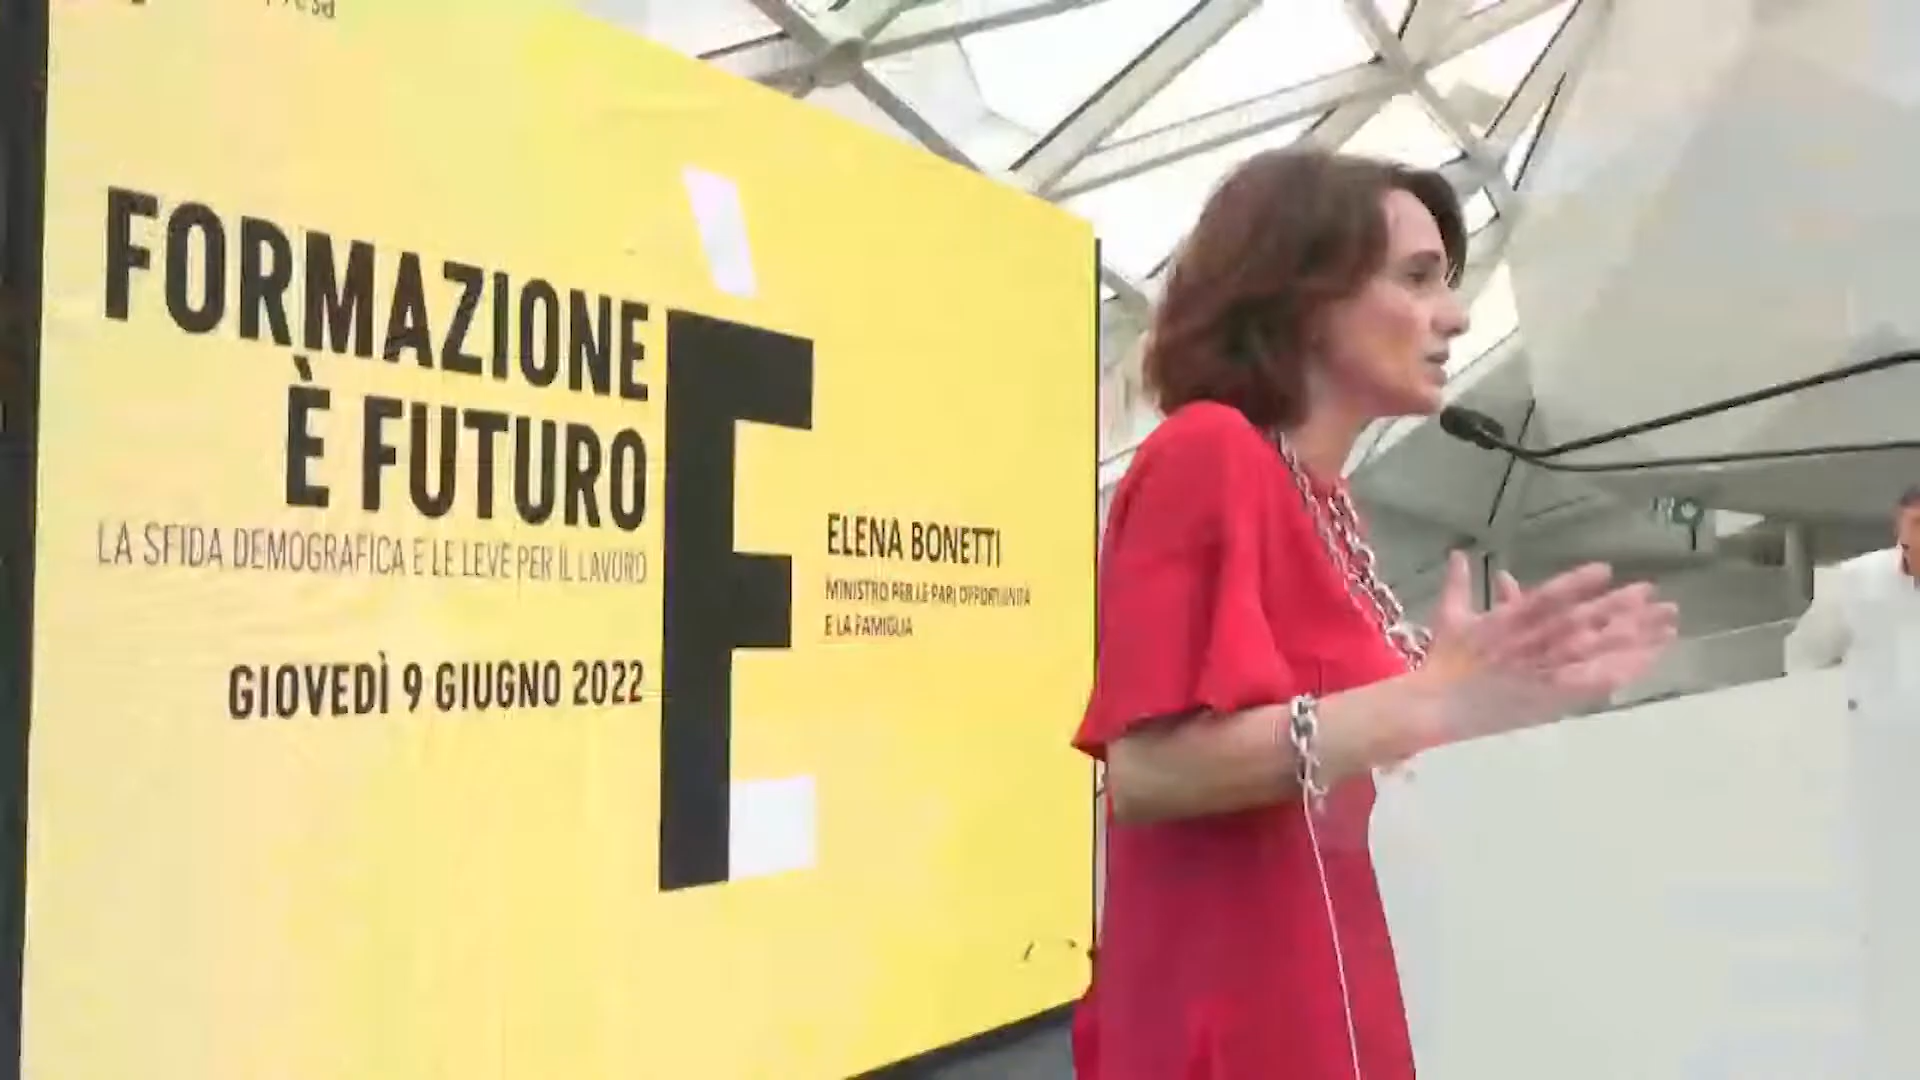 FORMAZIONE
È FUTURO
LA SFIDA DEMOGRAFICA E LE LEVE PER IL LAVORO
GIOVEDÌ 9 GIUGNO 2022
ELENA BONETTI
MINISTRO PER LE PARI OPPORTUNITÀ
E LA FAMIGLIA